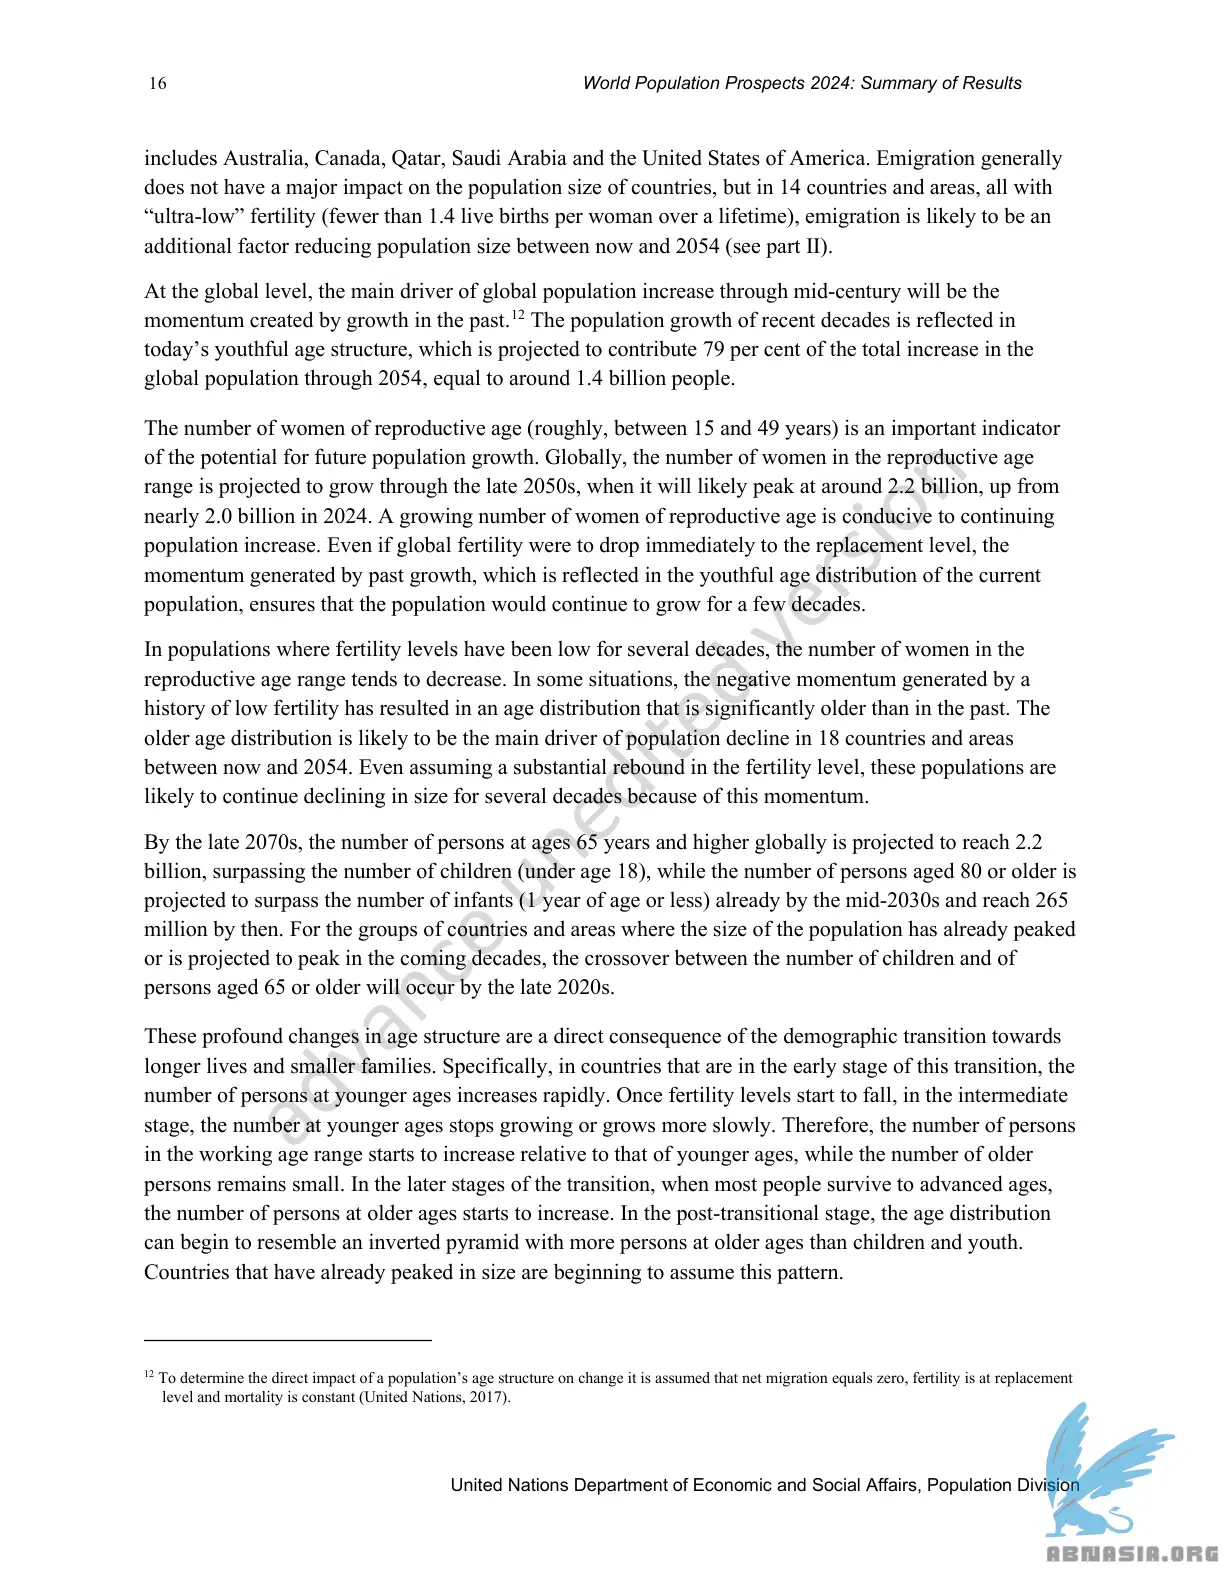 16
World Population Prospects 2024: Summary of Results
includes Australia, Canada, Qatar, Saudi Arabia and the United States of America. Emigration generally
does not have a major impact on the population size of countries, but in 14 countries and areas, all with
“ultra-low” fertility (fewer than 1.4 live births per woman over a lifetime), emigration is likely to be an
additional factor reducing population size between now and 2054 (see part II).
At the global level, the main driver of global population increase through mid-century will be the
momentum created by growth in the past.12 The population growth of recent decades is reflected in
today’s youthful age structure, which is projected to contribute 79 per cent of the total increase in the
global population through 2054, equal to around 1.4 billion people.
The number of women of reproductive age (roughly, between 15 and 49 years) is an important indicator
of the potential for future population growth. Globally, the number of women in the reproductive age
range is projected to grow through the late 2050s, when it will likely peak at around 2.2 billion, up from
nearly 2.0 billion in 2024. A growing number of women of reproductive age is conducive to continuing
population increase. Even if global fertility were to drop immediately to the replacement level, the
momentum generated by past growth, which is reflected in the youthful age distribution of the current
population, ensures that the population would continue to grow for a few decades.
In populations where fertility levels have been low for several decades, the number of women in the
reproductive age range tends to decrease. In some situations, the negative momentum generated by a
history of low fertility has resulted in an age distribution that is significantly older than in the past. The
older age distribution is likely to be the main driver of population decline in 18 countries and areas
between now and 2054. Even assuming a substantial rebound in the fertility level, these populations are
likely to continue declining in size for several decades because of this momentum.
By the late 2070s, the number of persons at ages 65 years and higher globally is projected to reach 2.2
billion, surpassing the number of children (under age 18), while the number of persons aged 80 or older is
projected to surpass the number of infants (1 year of age or less) already by the mid-2030s and reach 265
million by then. For the groups of countries and areas where the size of the population has already peaked
or is projected to peak in the coming decades, the crossover between the number of children and of
persons aged 65 or older will occur by the late 2020s.
These profound changes in age structure are a direct consequence of the demographic transition towards
longer lives and smaller families. Specifically, in countries that are in the early stage of this transition, the
number of persons at younger ages increases rapidly. Once fertility levels start to fall, in the intermediate
stage, the number at younger ages stops growing or grows more slowly. Therefore, the number of persons
in the working age range starts to increase relative to that of younger ages, while the number of older
persons remains small. In the later stages of the transition, when most people survive to advanced ages,
the number of persons at older ages starts to increase. In the post-transitional stage, the age distribution
can begin to resemble an inverted pyramid with more persons at older ages than children and youth.
Countries that have already peaked in size are beginning to assume this pattern.
advance unedited version
12 To determine the direct impact of a population’s age structure on change it is assumed that net migration equals zero, fertility is at replacement
level and mortality is constant (United Nations, 2017).
United Nations Department of Economic and Social Affairs, Population Division
ABNASIA.ORG